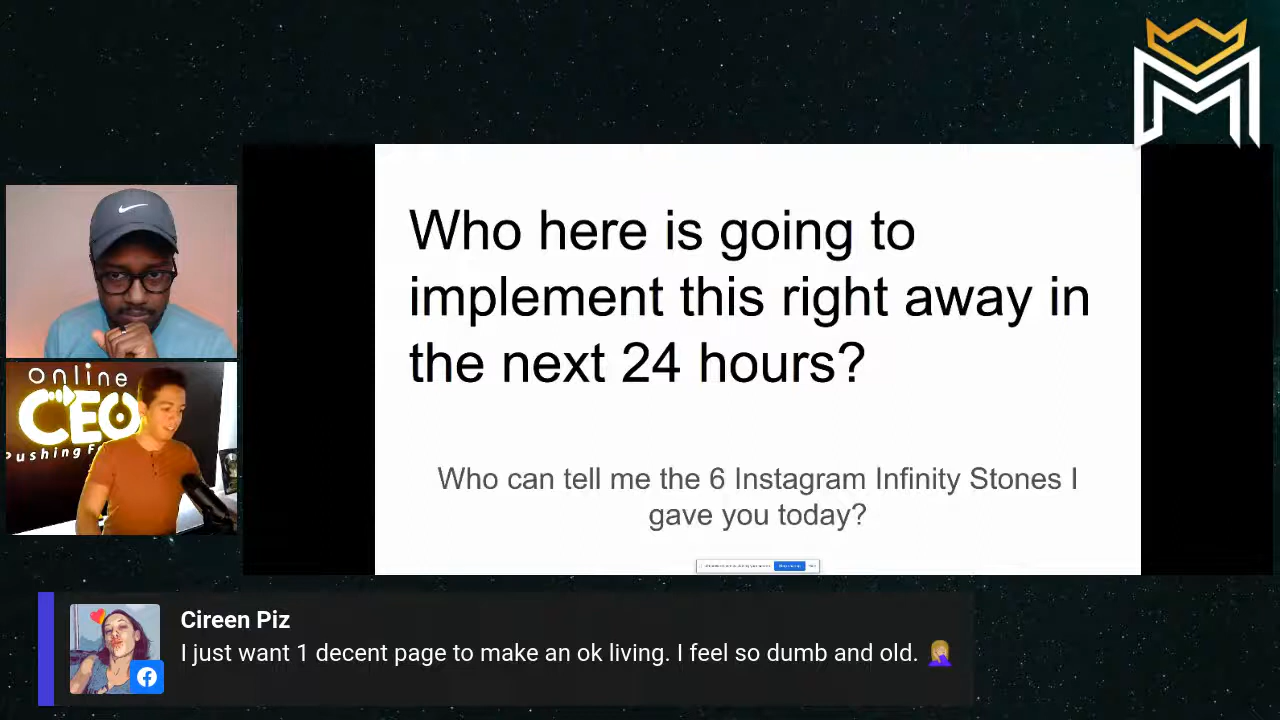 Who here is going to
implement this right away in
the next 24 hours?
Who can tell me the 6 Instagram Infinity Stones I
gave you today?
online
CEO
Cireen Piz
I just want 1 decent page to make an ok living. I feel so dumb and old. 🤦🏼‍♀️